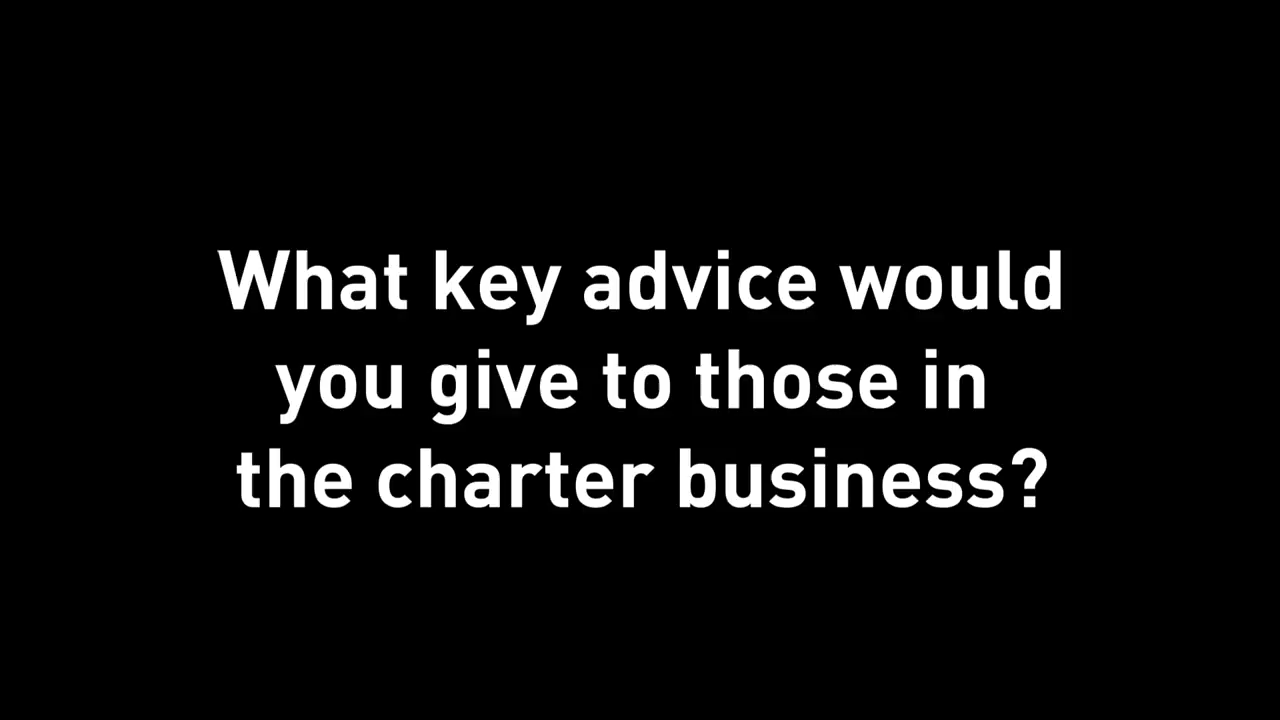 What key advice would
you give to those in
the charter business?